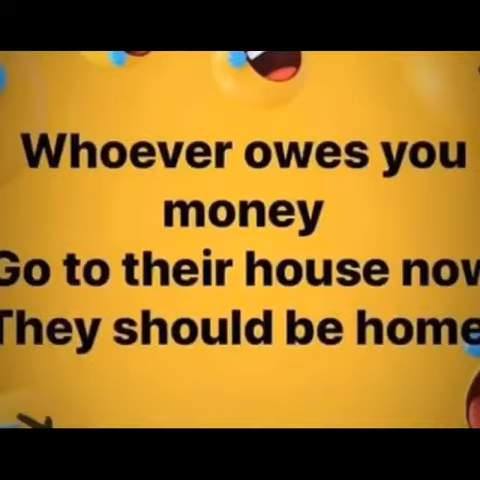 Whoever owes you
money
Go to their house now
They should be home